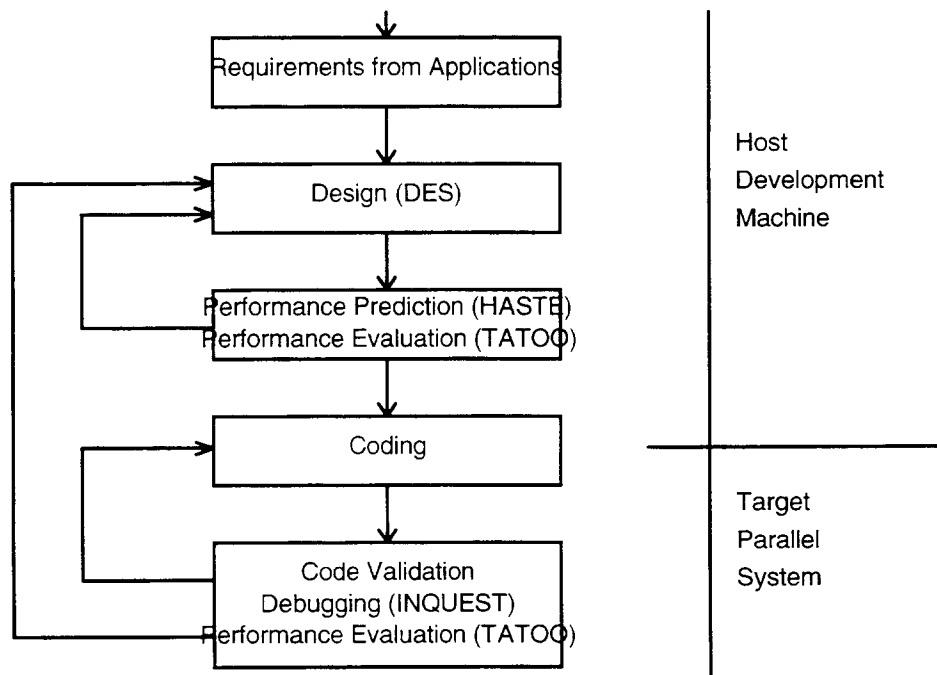 Requirements from Applications
Design (DES)
Performance Prediction (HASTE)
Performance Evaluation (TATOO)
Coding
Code Validation
Debugging (INQUEST)
Performance Evaluation (TATOO)
Host
Development
Machine
Target
Parallel
System